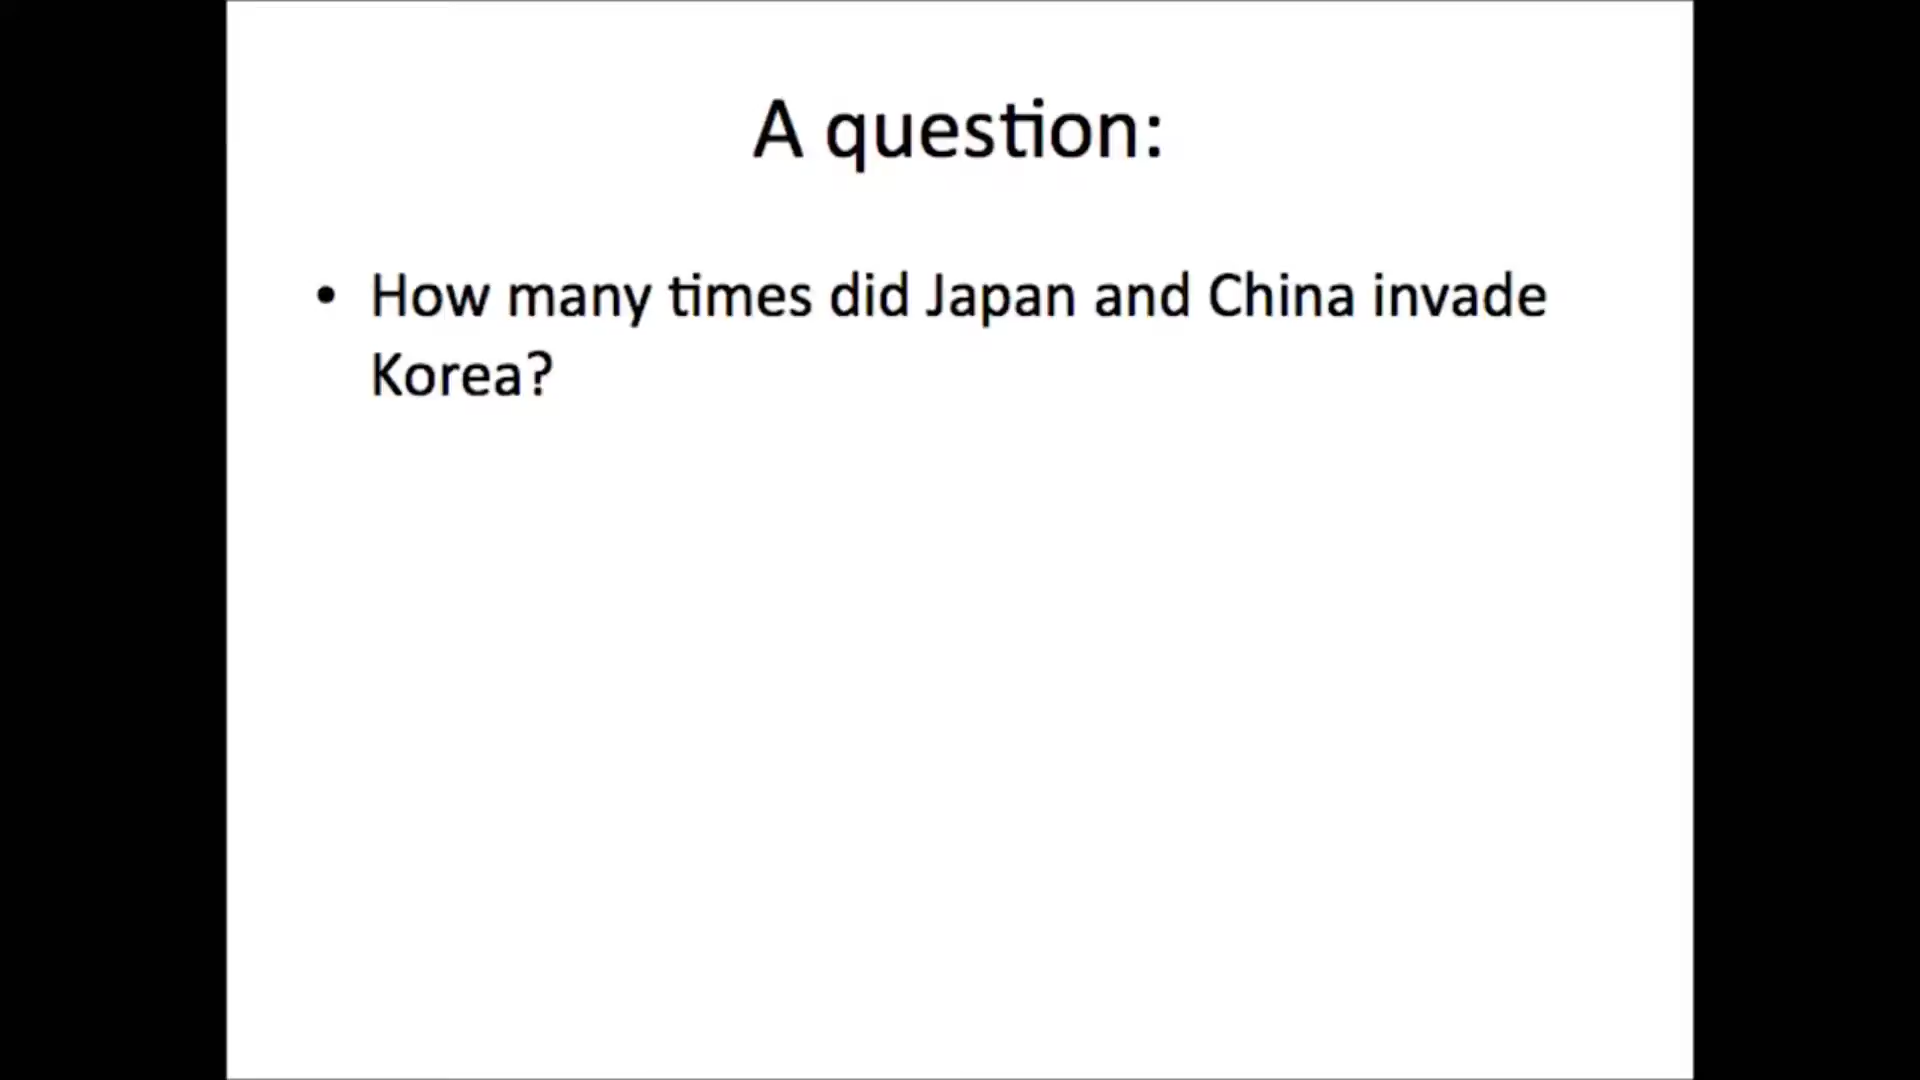 A question:
• How many times did Japan and China invade
Korea?